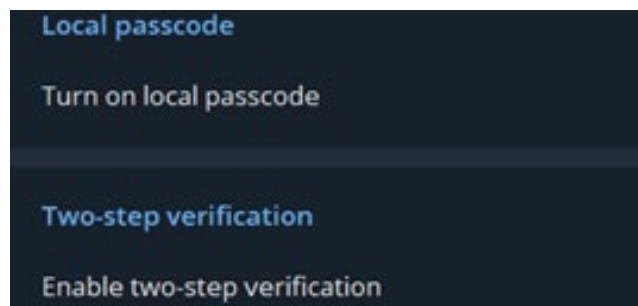 Local passcode
Turn on local passcode
Two-step verification
Enable two-step verification